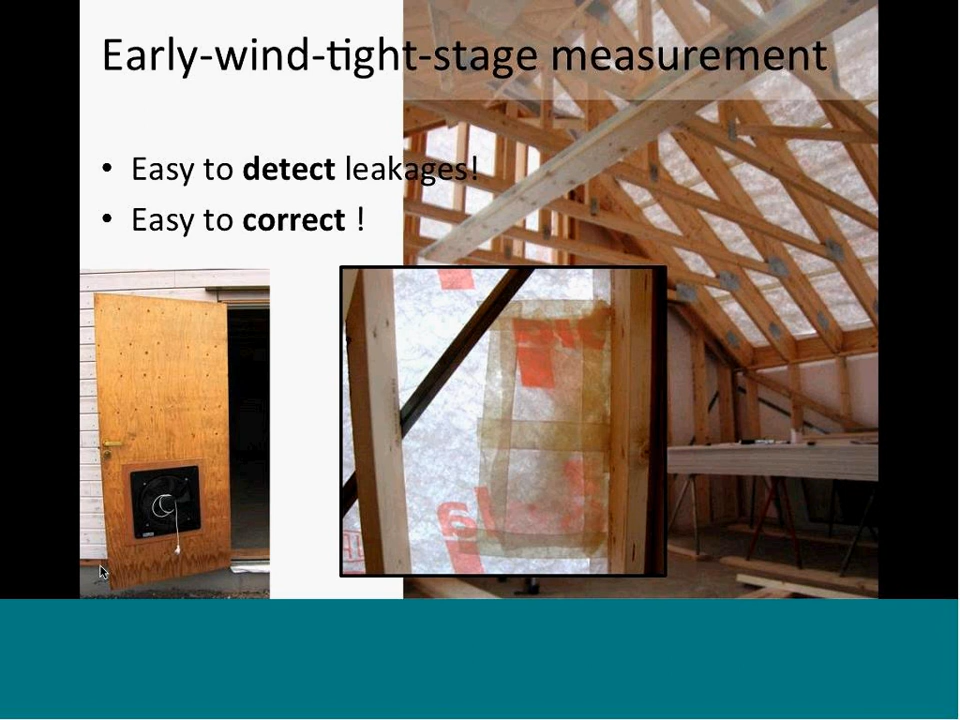 Early-wind-tight-stage measurement
• Easy to detect leakages!
• Easy to correct !